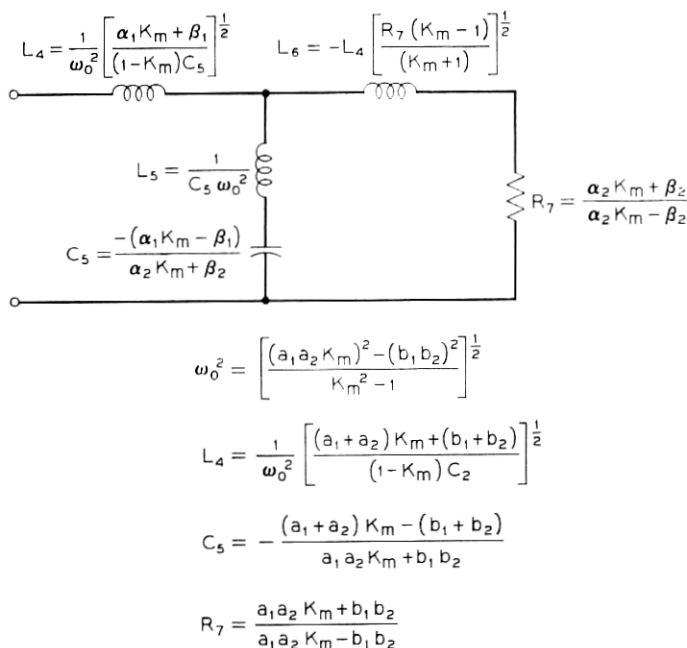 L₄ = 1/ω₀² [(α₁Kₘ + β₁)/((1-Kₘ)C₅)]^½
L₆ = -L₄ [R₇(Kₘ-1)/(Kₘ+1)]^½
L₅ = 1/(C₅ω₀²)
R₇ = (α₂Kₘ + β₂)/(α₂Kₘ - β₂)
C₅ = -(α₁Kₘ - β₁)/(α₂Kₘ + β₂)
ω₀² = [((a₁a₂Kₘ)² - (b₁b₂)²)/(Kₘ² - 1)]^½
L₄ = 1/ω₀² [((a₁+a₂)Kₘ + (b₁+b₂))/((1-Kₘ)C₂)]^½
C₅ = - ((a₁+a₂)Kₘ - (b₁+b₂))/(a₁a₂Kₘ + b₁b₂)
R₇ = (a₁a₂Kₘ + b₁b₂)/(a₁a₂Kₘ - b₁b₂)